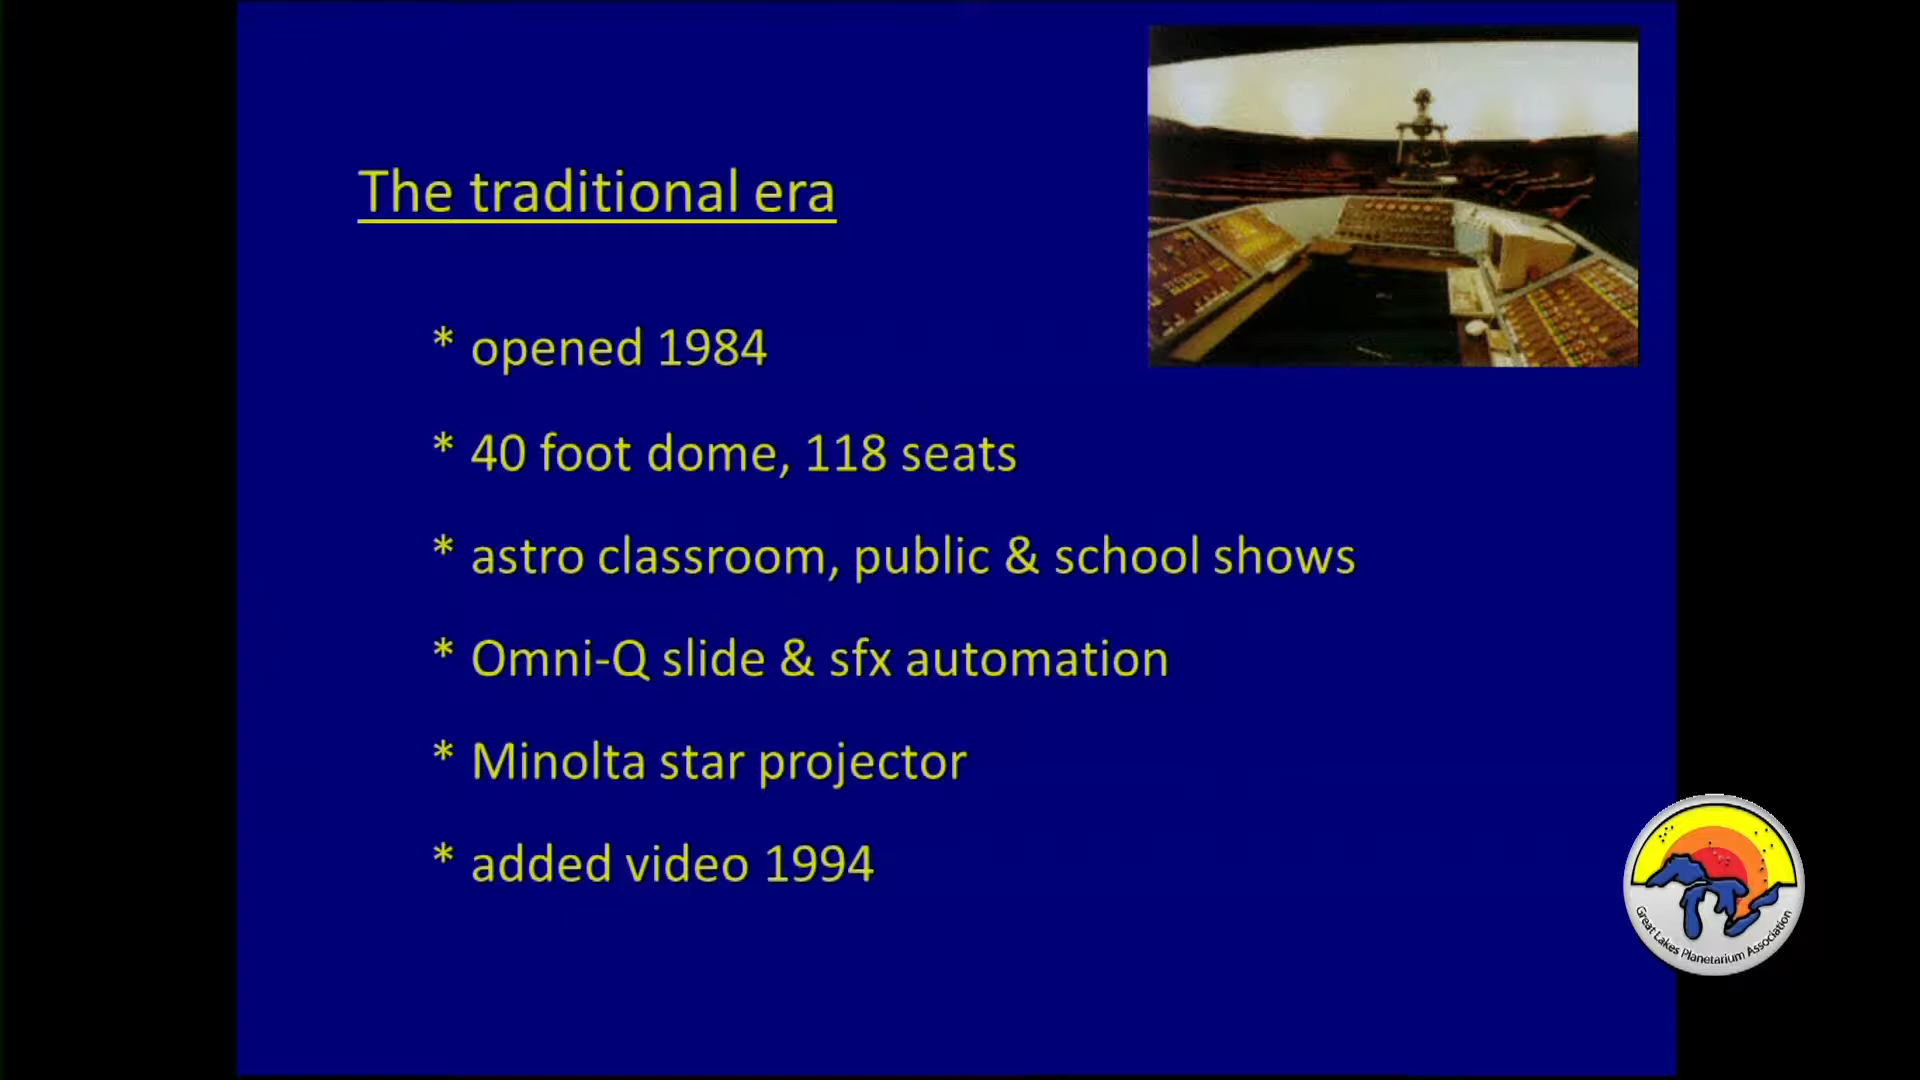 The traditional era
* opened 1984
* 40 foot dome, 118 seats
* astro classroom, public & school shows
* Omni-Q slide & sfx automation
* Minolta star projector
* added video 1994
Great Lakes Planetarium Association